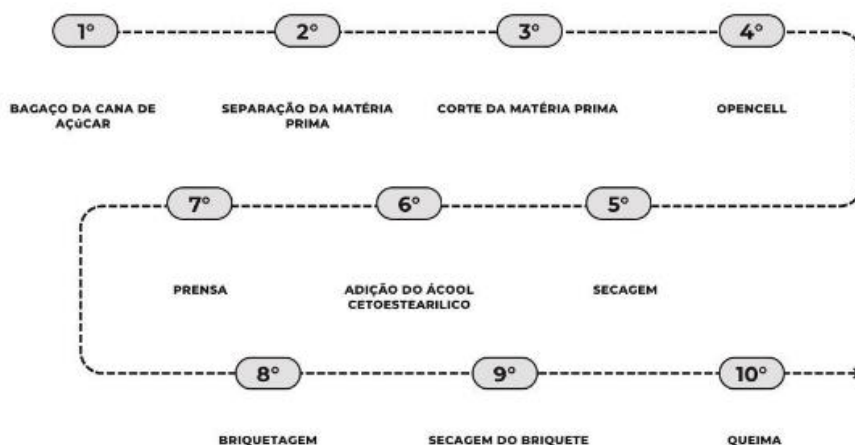 1°
2°
3°
4°
BAGAÇO DA CANA DE
AÇúCAR
SEPARAÇÃO DA MATÉRIA
PRIMA
CORTE DA MATÉRIA PRIMA
OPENCELL
7°
6°
5°
PRENSA
ADIÇÃO DO ÁCOOL
CETOESTEARILICO
SECAGEM
8°
9°
10°
BRIQUETAGEM
SECAGEM DO BRIQUETE
QUEIMA